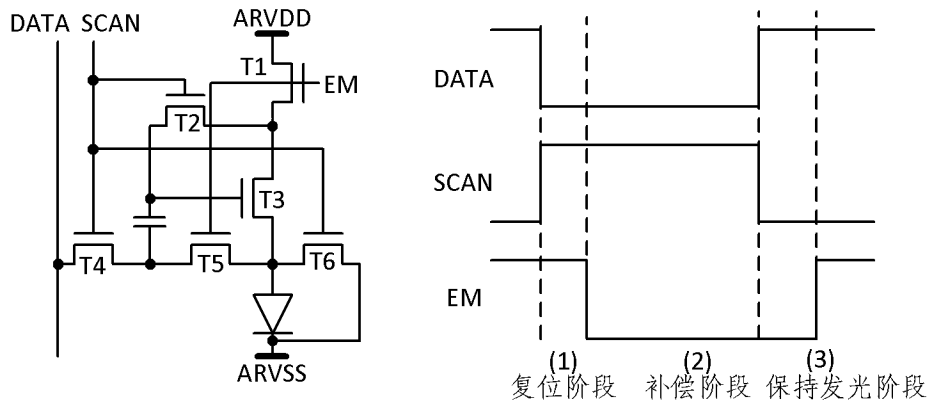 DATA SCAN
ARVDD
T1
EM
T2
T3
T4
T5
T6
ARVSS
DATA
SCAN
EM
(1)
(2)
(3)
复位阶段
补偿阶段
保持发光阶段